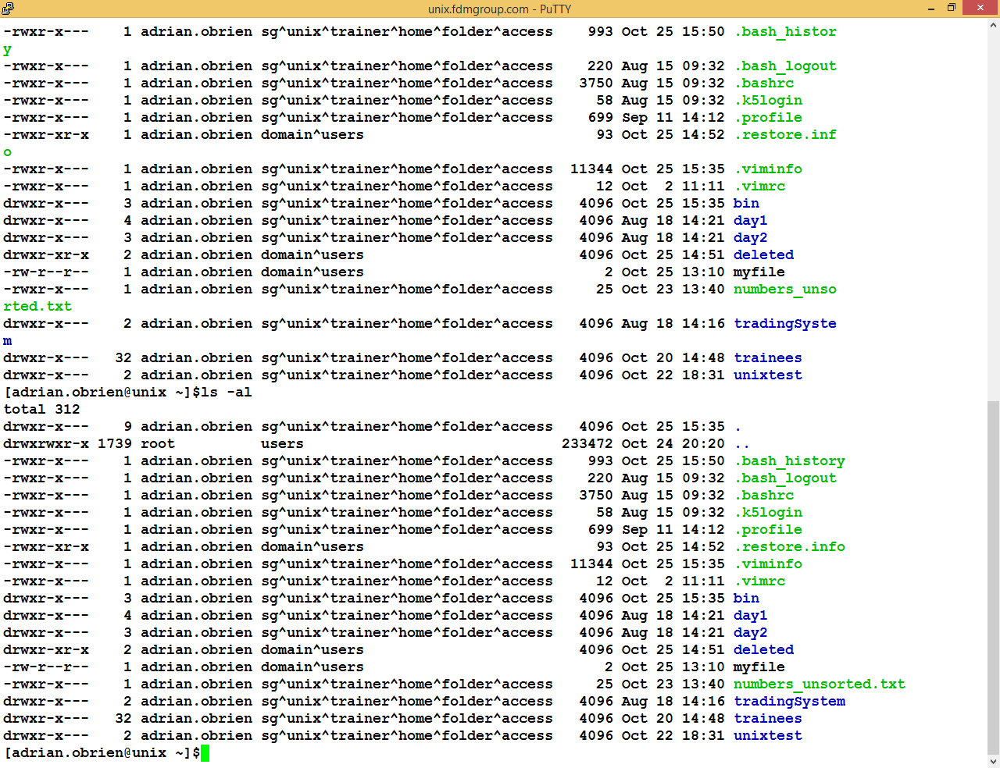 unix.fdmgroup.com - PuTTY
-rwxr-x---    1 adrian.obrien sg^unix^trainer^home^folder^access    993 Oct 25 15:50 .bash_histor
y
-rwxr-x---    1 adrian.obrien sg^unix^trainer^home^folder^access    220 Aug 15 09:32 .bash_logout
-rwxr-x---    1 adrian.obrien sg^unix^trainer^home^folder^access   3750 Aug 15 09:32 .bashrc
-rwxr-x---    1 adrian.obrien sg^unix^trainer^home^folder^access     58 Aug 15 09:32 .k5login
-rwxr-x---    1 adrian.obrien sg^unix^trainer^home^folder^access    699 Sep 11 14:12 .profile
-rwxr-xr-x    1 adrian.obrien domain^users                           93 Oct 25 14:52 .restore.inf
o
-rwxr-x---    1 adrian.obrien sg^unix^trainer^home^folder^access  11344 Oct 25 15:35 .viminfo
-rwxr-x---    1 adrian.obrien sg^unix^trainer^home^folder^access     12 Oct  2 11:11 .vimrc
drwxr-x---    3 adrian.obrien sg^unix^trainer^home^folder^access   4096 Oct 25 15:35 bin
drwxr-x---    4 adrian.obrien sg^unix^trainer^home^folder^access   4096 Aug 18 14:21 day1
drwxr-x---    3 adrian.obrien sg^unix^trainer^home^folder^access   4096 Aug 18 14:21 day2
drwxr-xr-x    2 adrian.obrien domain^users                         4096 Oct 25 14:51 deleted
-rw-r--r--    1 adrian.obrien domain^users                            2 Oct 25 13:10 myfile
-rwxr-x---    1 adrian.obrien sg^unix^trainer^home^folder^access     25 Oct 23 13:40 numbers_unso
rted.txt
drwxr-x---    2 adrian.obrien sg^unix^trainer^home^folder^access   4096 Aug 18 14:16 tradingSyste
m
drwxr-x---   32 adrian.obrien sg^unix^trainer^home^folder^access   4096 Oct 20 14:48 trainees
drwxr-x---    2 adrian.obrien sg^unix^trainer^home^folder^access   4096 Oct 22 18:31 unixtest
[adrian.obrien@unix ~]$ls -al
total 312
drwxr-x---    9 adrian.obrien sg^unix^trainer^home^folder^access   4096 Oct 25 15:35 .
drwxrwxr-x 1739 root          users                              233472 Oct 24 20:20 ..
-rwxr-x---    1 adrian.obrien sg^unix^trainer^home^folder^access    993 Oct 25 15:50 .bash_history
-rwxr-x---    1 adrian.obrien sg^unix^trainer^home^folder^access    220 Aug 15 09:32 .bash_logout
-rwxr-x---    1 adrian.obrien sg^unix^trainer^home^folder^access   3750 Aug 15 09:32 .bashrc
-rwxr-x---    1 adrian.obrien sg^unix^trainer^home^folder^access     58 Aug 15 09:32 .k5login
-rwxr-x---    1 adrian.obrien sg^unix^trainer^home^folder^access    699 Sep 11 14:12 .profile
-rwxr-xr-x    1 adrian.obrien domain^users                           93 Oct 25 14:52 .restore.info
-rwxr-x---    1 adrian.obrien sg^unix^trainer^home^folder^access  11344 Oct 25 15:35 .viminfo
-rwxr-x---    1 adrian.obrien sg^unix^trainer^home^folder^access     12 Oct  2 11:11 .vimrc
drwxr-x---    3 adrian.obrien sg^unix^trainer^home^folder^access   4096 Oct 25 15:35 bin
drwxr-x---    4 adrian.obrien sg^unix^trainer^home^folder^access   4096 Aug 18 14:21 day1
drwxr-x---    3 adrian.obrien sg^unix^trainer^home^folder^access   4096 Aug 18 14:21 day2
drwxr-xr-x    2 adrian.obrien domain^users                         4096 Oct 25 14:51 deleted
-rw-r--r--    1 adrian.obrien domain^users                            2 Oct 25 13:10 myfile
-rwxr-x---    1 adrian.obrien sg^unix^trainer^home^folder^access     25 Oct 23 13:40 numbers_unsorted.txt
drwxr-x---    2 adrian.obrien sg^unix^trainer^home^folder^access   4096 Aug 18 14:16 tradingSystem
drwxr-x---   32 adrian.obrien sg^unix^trainer^home^folder^access   4096 Oct 20 14:48 trainees
drwxr-x---    2 adrian.obrien sg^unix^trainer^home^folder^access   4096 Oct 22 18:31 unixtest
[adrian.obrien@unix ~]$